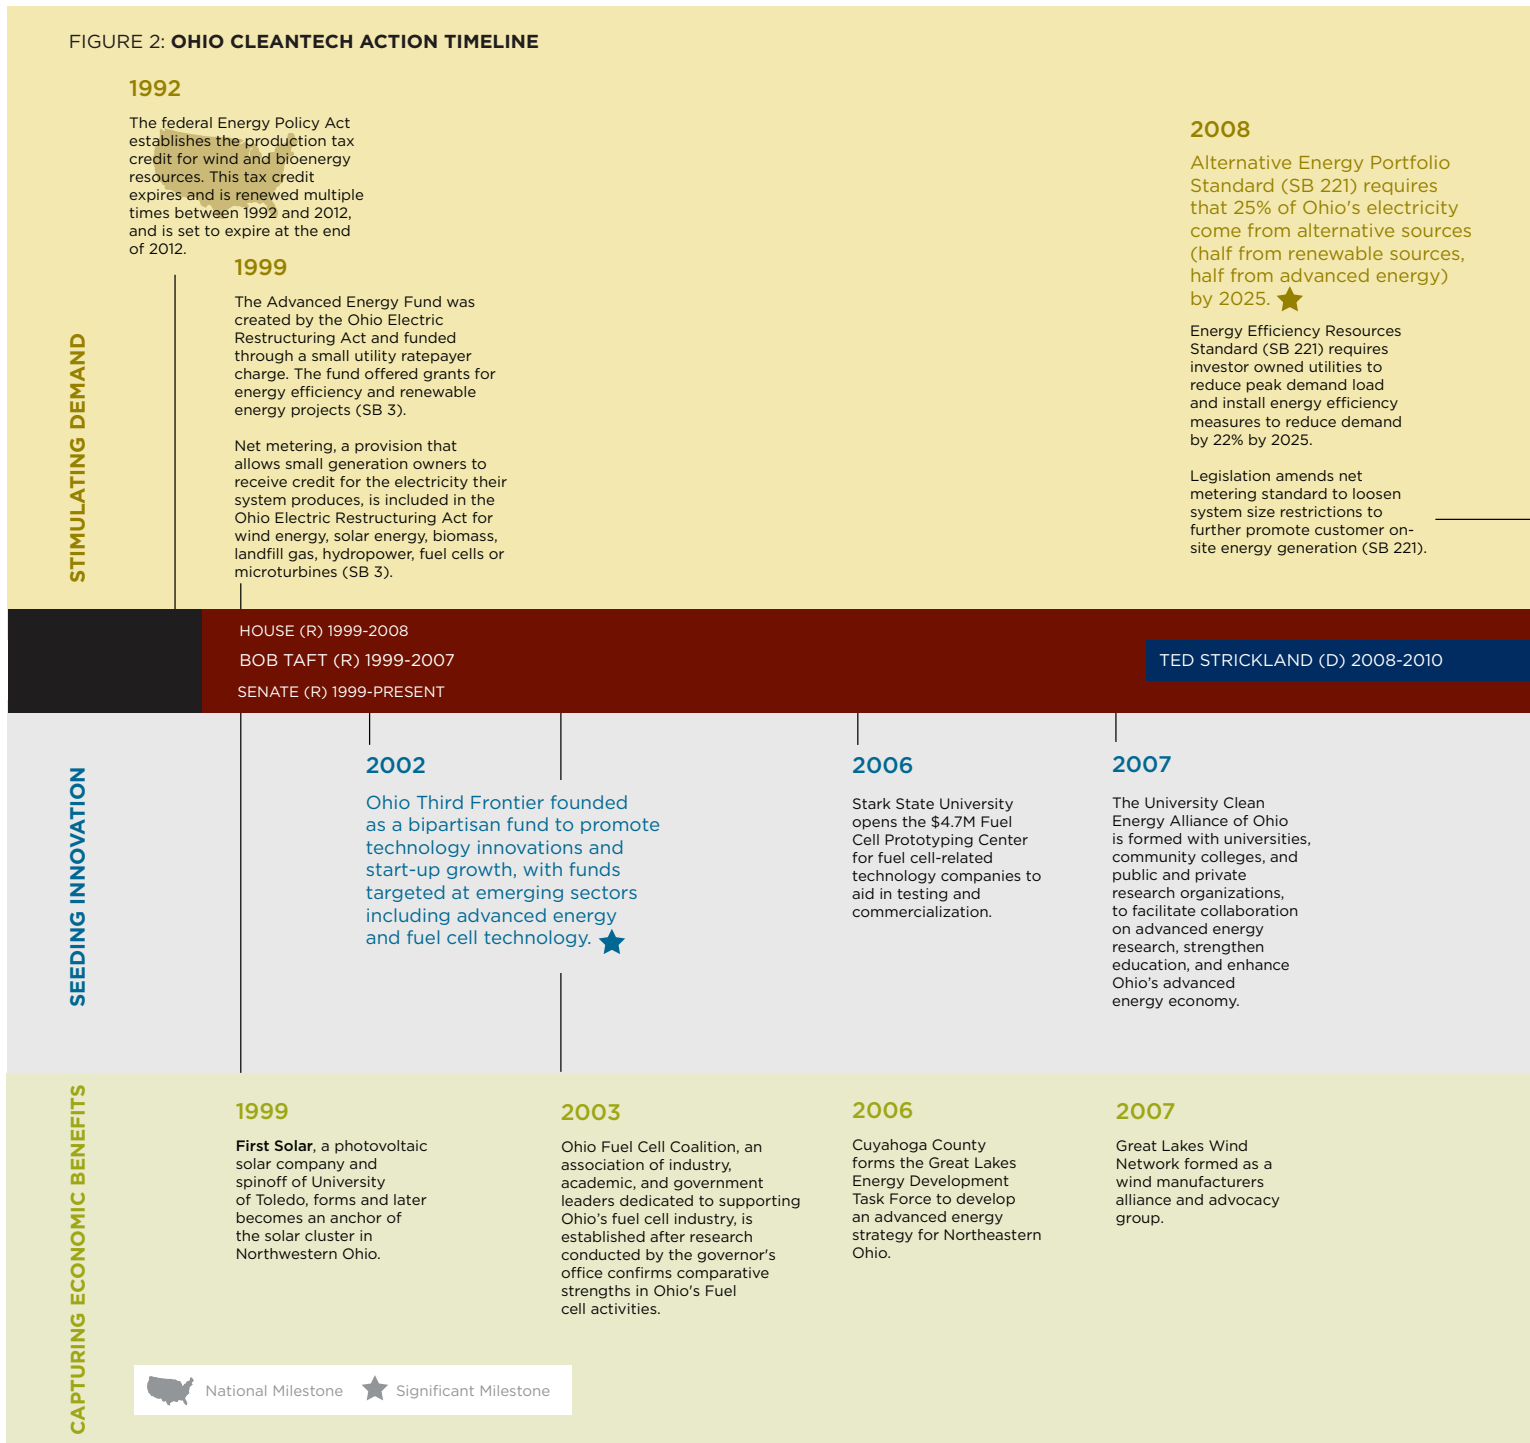 FIGURE 2: OHIO CLEANTECH ACTION TIMELINE
STIMULATING DEMAND
1992
The federal Energy Policy Act
establishes the production tax
credit for wind and bioenergy
resources. This tax credit
expires and is renewed multiple
times between 1992 and 2012,
and is set to expire at the end
of 2012.
1999
The Advanced Energy Fund was
created by the Ohio Electric
Restructuring Act and funded
through a small utility ratepayer
charge. The fund offered grants for
energy efficiency and renewable
energy projects (SB 3).
Net metering, a provision that
allows small generation owners to
receive credit for the electricity their
system produces, is included in the
Ohio Electric Restructuring Act for
wind energy, solar energy, biomass,
landfill gas, hydropower, fuel cells or
microturbines (SB 3).
2008
Alternative Energy Portfolio
Standard (SB 221) requires
that 25% of Ohio's electricity
come from alternative sources
(half from renewable sources,
half from advanced energy)
by 2025.
Energy Efficiency Resources
Standard (SB 221) requires
investor owned utilities to
reduce peak demand load
and install energy efficiency
measures to reduce demand
by 22% by 2025.
Legislation amends net
metering standard to loosen
system size restrictions to
further promote customer on-
site energy generation (SB 221).
HOUSE (R) 1999-2008
BOB TAFT (R) 1999-2007
SENATE (R) 1999-PRESENT
TED STRICKLAND (D) 2008-2010
SEEDING INNOVATION
2002
Ohio Third Frontier founded
as a bipartisan fund to promote
technology innovations and
start-up growth, with funds
targeted at emerging sectors
including advanced energy
and fuel cell technology.
2006
Stark State University
opens the $4.7M Fuel
Cell Prototyping Center
for fuel cell-related
technology companies to
aid in testing and
commercialization.
2007
The University Clean
Energy Alliance of Ohio
is formed with universities,
community colleges, and
public and private
research organizations,
to facilitate collaboration
on advanced energy
research, strengthen
education, and enhance
Ohio’s advanced
energy economy.
CAPTURING ECONOMIC BENEFITS
1999
First Solar, a photovoltaic
solar company and
spinoff of University
of Toledo, forms and later
becomes an anchor of
the solar cluster in
Northwestern Ohio.
2003
Ohio Fuel Cell Coalition, an
association of industry,
academic, and government
leaders dedicated to supporting
Ohio’s fuel cell industry, is
established after research
conducted by the governor's
office confirms comparative
strengths in Ohio's Fuel
cell activities.
2006
Cuyahoga County
forms the Great Lakes
Energy Development
Task Force to develop
an advanced energy
strategy for Northeastern
Ohio.
2007
Great Lakes Wind
Network formed as a
wind manufacturers
alliance and advocacy
group.
National Milestone
Significant Milestone